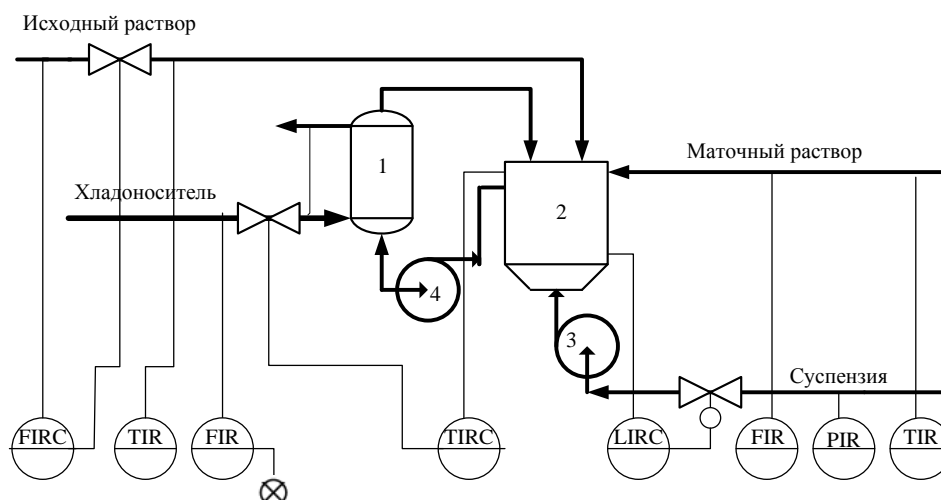 Исходный раствор
1
Маточный раствор
Хладоноситель
2
4
3
Суспензия
FIRC
TIR
FIR
TIRC
LIRC
FIR
PIR
TIR